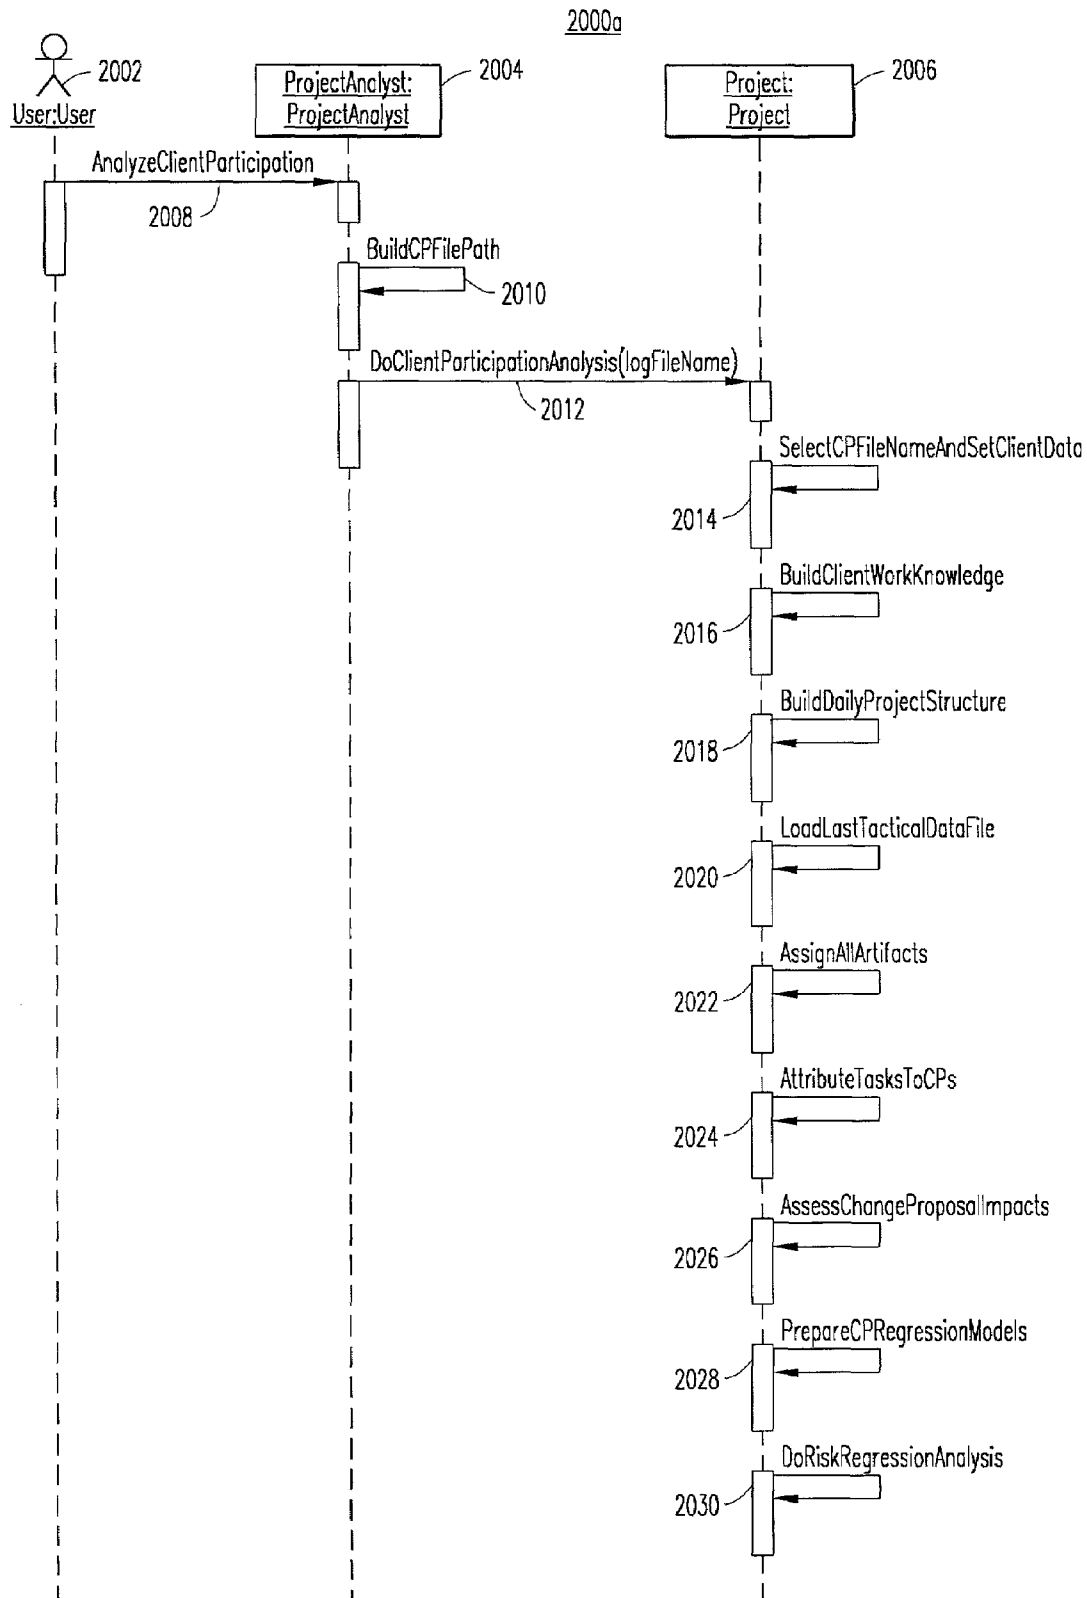 2000a
2002
User:User
ProjectAnalyst:
ProjectAnalyst
2004
Project:
Project
2006
AnalyzeClientParticipation
2008
BuildCPFilePath
2010
DoClientParticipationAnalysis(logFileName)
2012
SelectCPFileNameAndSetClientData
2014
BuildClientWorkKnowledge
2016
BuildDailyProjectStructure
2018
LoadLastTacticalDataFile
2020
AssignAllArtifacts
2022
AttributeTasksToCPs
2024
AssessChangeProposalImpacts
2026
PrepareCPRegressionModels
2028
DoRiskRegressionAnalysis
2030